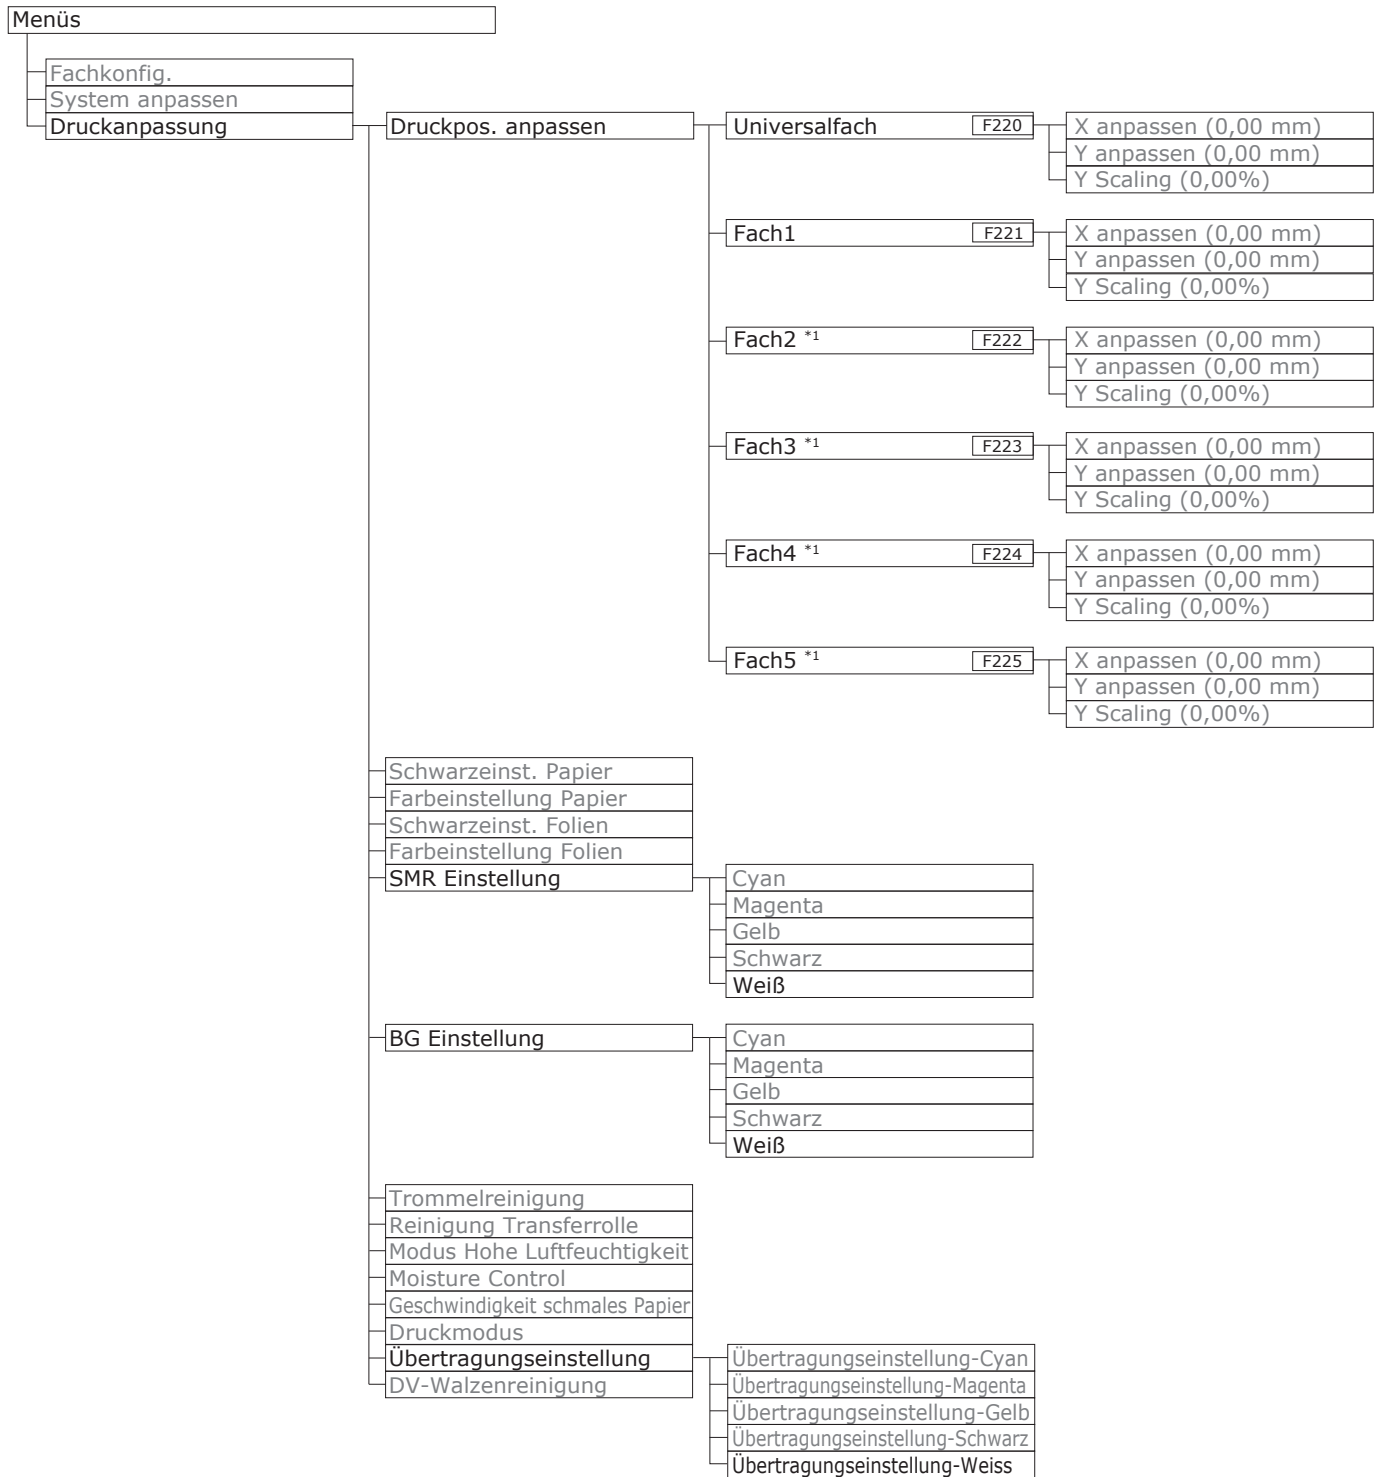 Menüs
Fachkonfig.
System anpassen
Druckanpassung
Druckpos. anpassen
Universalfach F220
X anpassen (0,00 mm)
Y anpassen (0,00 mm)
Y Scaling (0,00%)
Fach1 F221
X anpassen (0,00 mm)
Y anpassen (0,00 mm)
Y Scaling (0,00%)
Fach2 *1 F222
X anpassen (0,00 mm)
Y anpassen (0,00 mm)
Y Scaling (0,00%)
Fach3 *1 F223
X anpassen (0,00 mm)
Y anpassen (0,00 mm)
Y Scaling (0,00%)
Fach4 *1 F224
X anpassen (0,00 mm)
Y anpassen (0,00 mm)
Y Scaling (0,00%)
Fach5 *1 F225
X anpassen (0,00 mm)
Y anpassen (0,00 mm)
Y Scaling (0,00%)
Schwarzeinst. Papier
Farbeinstellung Papier
Schwarzeinst. Folien
Farbeinstellung Folien
SMR Einstellung
Cyan
Magenta
Gelb
Schwarz
Weiß
BG Einstellung
Cyan
Magenta
Gelb
Schwarz
Weiß
Trommelreinigung
Reinigung Transferrolle
Modus Hohe Luftfeuchtigkeit
Moisture Control
Geschwindigkeit schmales Papier
Druckmodus
Übertragungseinstellung
DV-Walzenreinigung
Übertragungseinstellung-Cyan
Übertragungseinstellung-Magenta
Übertragungseinstellung-Gelb
Übertragungseinstellung-Schwarz
Übertragungseinstellung-Weiss